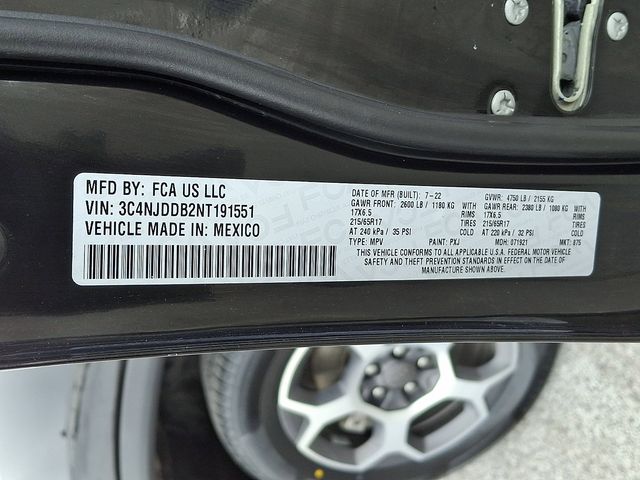 MFD BY: FCA US LLC
VIN: 3C4NJDDB2NT191551
VEHICLE MADE IN: MEXICO
DATE OF MFR (BUILT): 7-22 GVWR: 4750 LB / 2155 KG
GAWR FRONT: 2600 LB / 1180 KG WITH GAWR REAR: 2380 LB / 1080 KG WITH
17X6.5 RIMS 17X6.5 RIMS
215/65R17 TIRES 215/65R17 TIRES
AT 240 kPa / 35 PSI COLD AT 220 kPa / 32 PSI COLD
TYPE: MPV PAINT: PXJ MDH: 071921 MKT: 875
THIS VEHICLE CONFORMS TO ALL APPLICABLE U.S.A. FEDERAL MOTOR VEHICLE
SAFETY AND THEFT PREVENTION STANDARDS IN EFFECT ON THE DATE OF
MANUFACTURE SHOWN ABOVE.